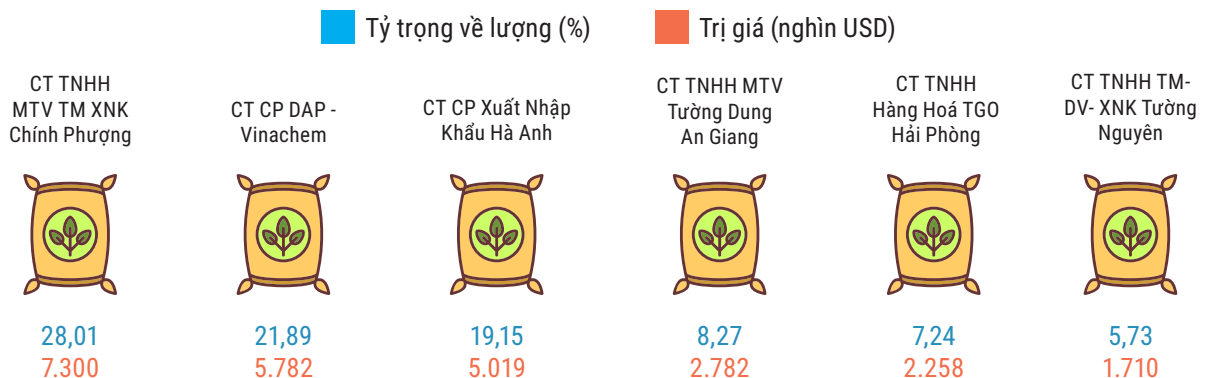 Tỷ trọng về lượng (%)
Trị giá (nghìn USD)
CT TNHH
MTV TM XNK
Chính Phượng
CT CP DAP -
Vinachem
CT CP Xuất Nhập
Khẩu Hà Anh
CT TNHH MTV
Tường Dung
An Giang
CT TNHH
Hàng Hoá TGO
Hải Phòng
CT TNHH TM-
DV- XNK Tường
Nguyên
28,01
7.300
21,89
5.782
19,15
5.019
8,27
2.782
7,24
2.258
5,73
1.710